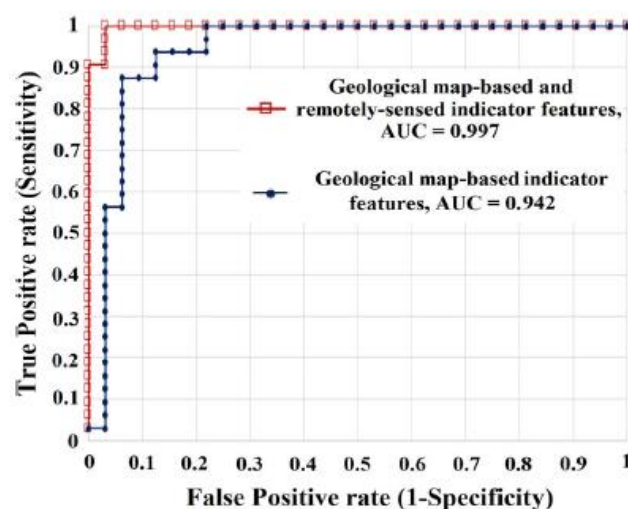 1
0.9
0.8
0.7
0.6
0.5
0.4
0.3
0.2
0.1
0
True Positive rate (Sensitivity)
Geological map-based and
remotely-sensed indicator features,
AUC = 0.997
Geological map-based indicator
features, AUC = 0.942
0 0.1 0.2 0.3 0.4 0.5 0.6 0.7 0.8 0.9 1
False Positive rate (1-Specificity)